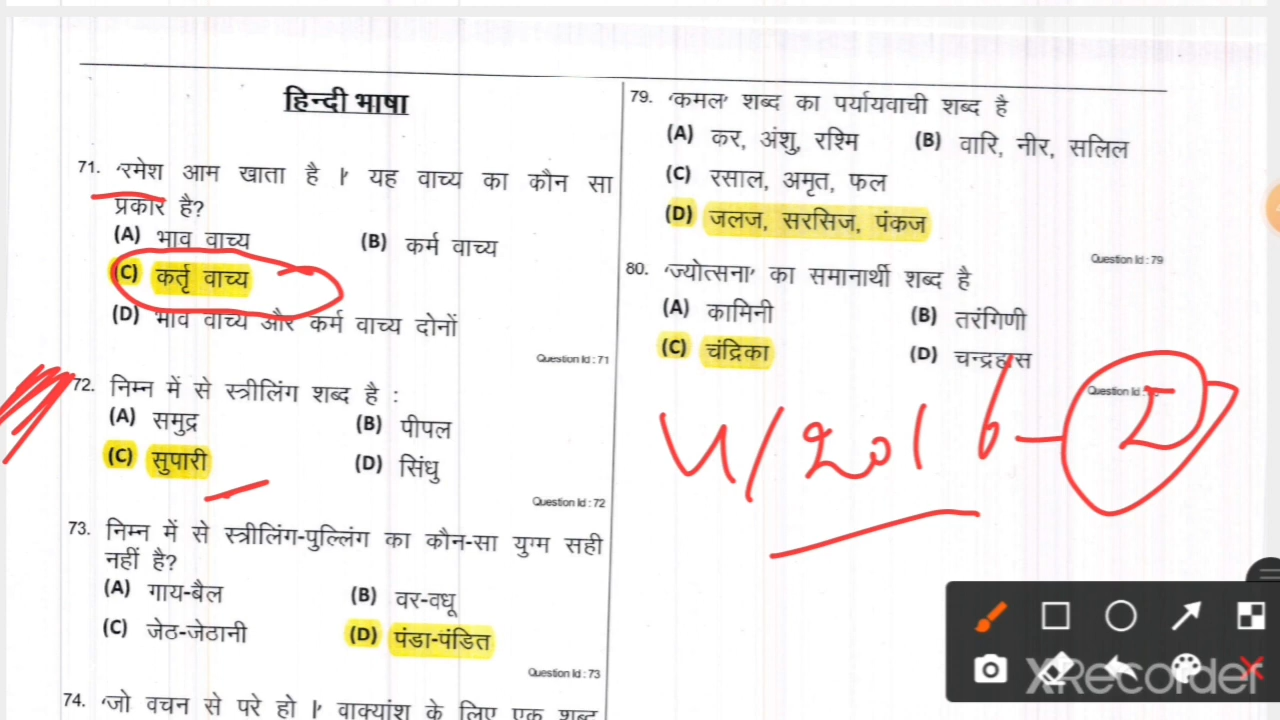 हिन्दी भाषा
71. 'रमेश आम खाता है ।' यह वाच्य का कौन सा
प्रकार है?
(A) भाव वाच्य (B) कर्म वाच्य
(C) कर्तृ वाच्य
(D) भाव वाच्य और कर्म वाच्य दोनों
Question Id : 71
72. निम्न में से स्त्रीलिंग शब्द है :
(A) समुद्र (B) पीपल
(C) सुपारी (D) सिंधु
Question Id : 72
73. निम्न में से स्त्रीलिंग-पुल्लिंग का कौन-सा युग्म सही
नहीं है?
(A) गाय-बैल (B) वर-वधू
(C) जेठ-जेठानी (D) पंडा-पंडित
Question Id : 73
74. 'जो वचन से परे हो ।' वाक्यांश के लिए एक शब्द
79. 'कमल' शब्द का पर्यायवाची शब्द है
(A) कर, अंशु, रश्मि (B) वारि, नीर, सलिल
(C) रसाल, अमृत, फल
(D) जलज, सरसिज, पंकज
Question Id : 79
80. 'ज्योत्सना' का समानार्थी शब्द है
(A) कामिनी (B) तरंगिणी
(C) चंद्रिका (D) चन्द्रहास
Question Id :
XRecorder